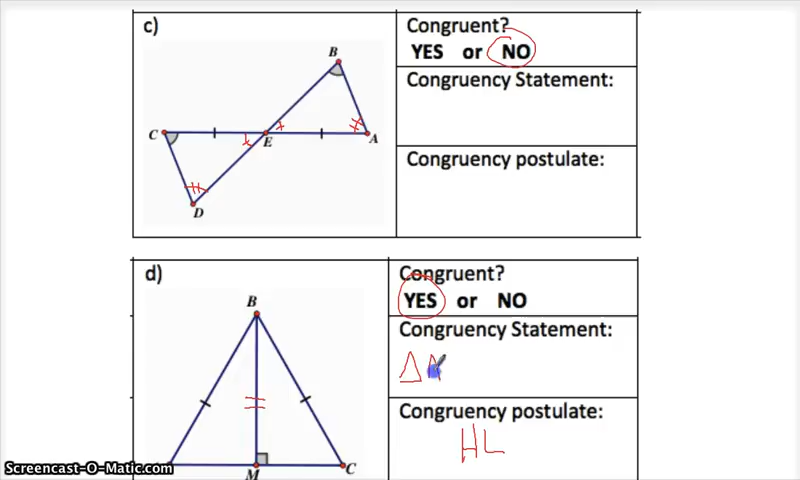 c)
B
C
E
A
D
Congruent?
YES or NO
Congruency Statement:
Congruency postulate:
d)
B
M
C
Congruent?
YES or NO
Congruency Statement:
Δ A
Congruency postulate:
HL
Screencast-O-Matic.com